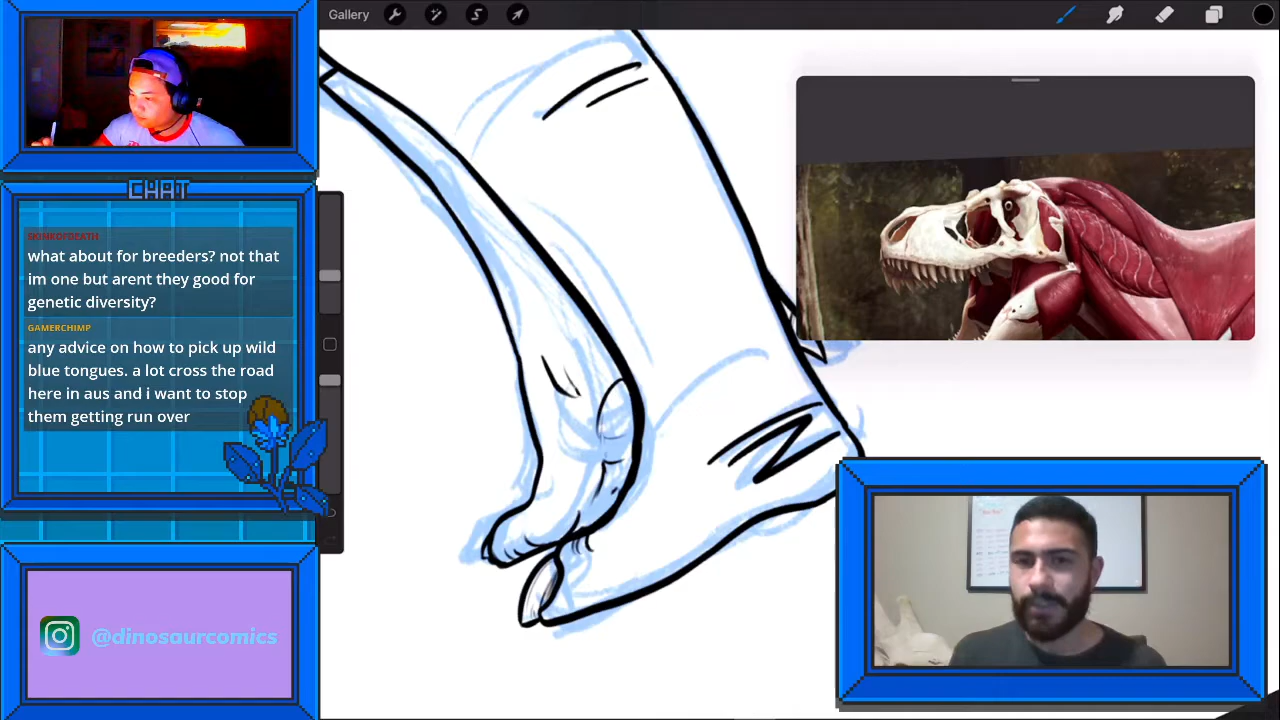 Gallery
CHAT
SKINKOFDEATH
what about for breeders? not that
im one but arent they good for
genetic diversity?
GAMERCHIMP
any advice on how to pick up wild
blue tongues. a lot cross the road
here in aus and i want to stop
them getting run over
@dinosaurcomics